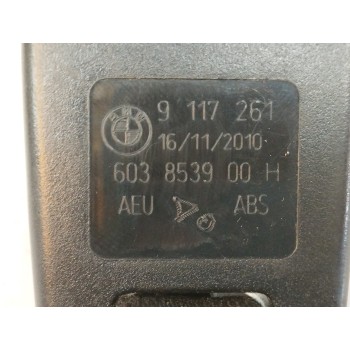 9 117 261
16/11/2010
603 8539 00 H
AEU ABS